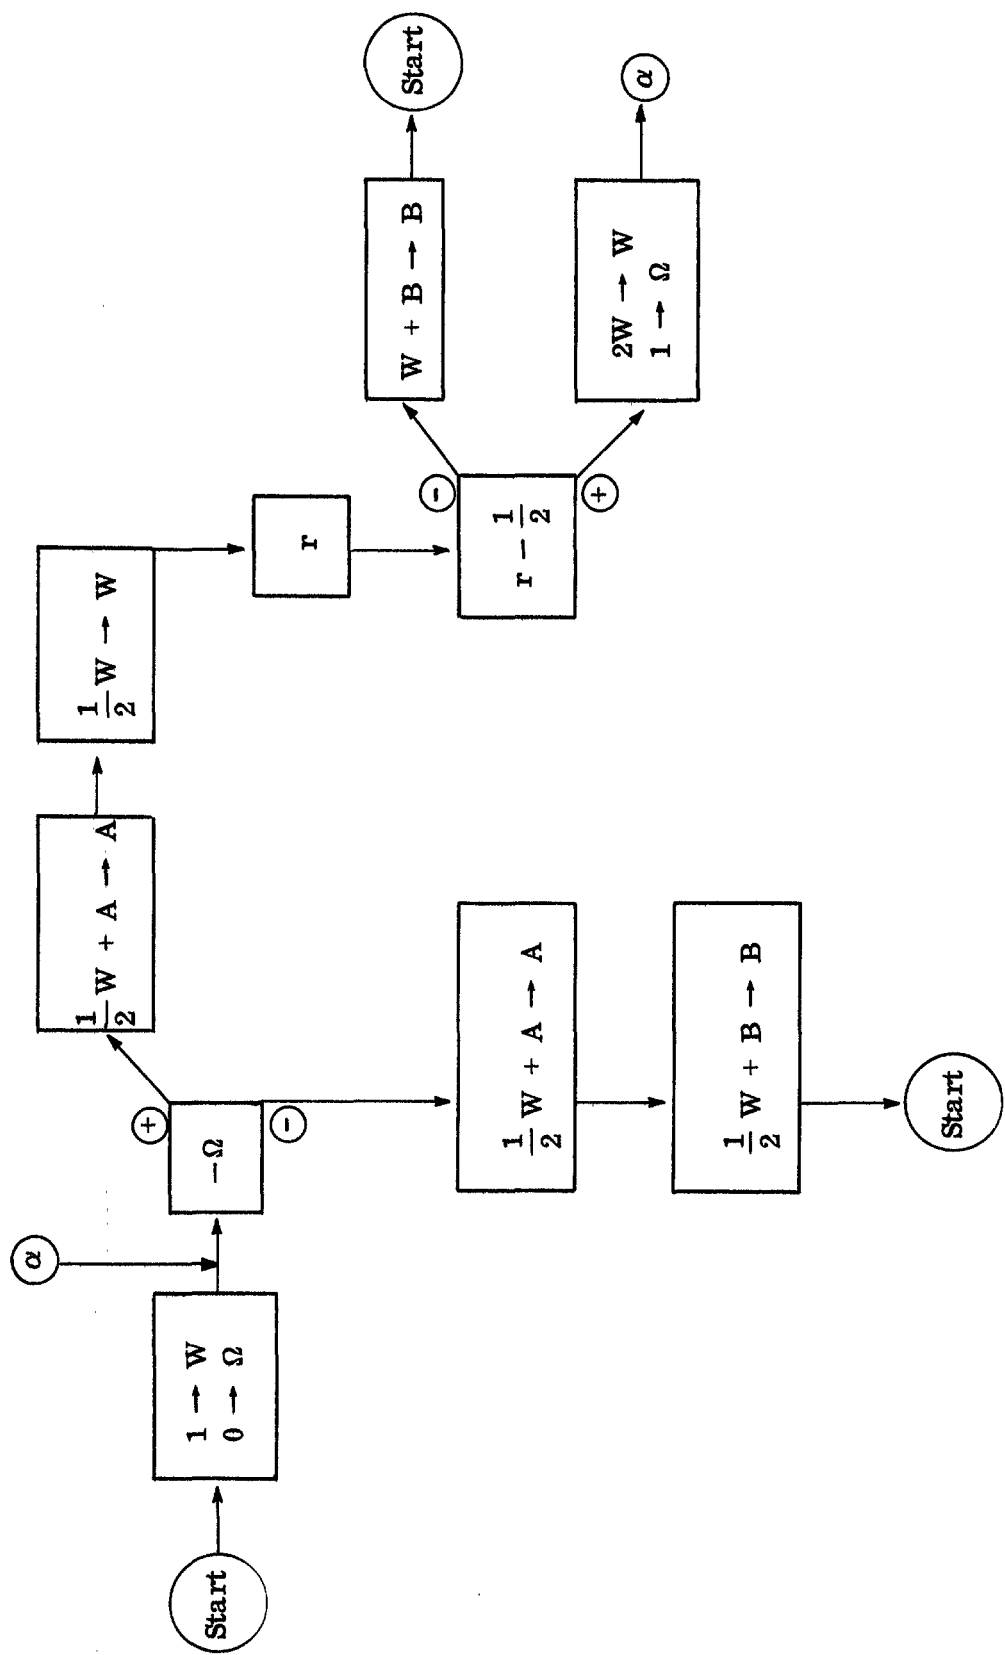 Start
1 → W
0 → Ω
α
−Ω
+
−
1/2 W + A → A
1/2 W → W
r
r − 1/2
−
+
W + B → B
Start
2W → W
1 → Ω
α
1/2 W + A → A
1/2 W + B → B
Start